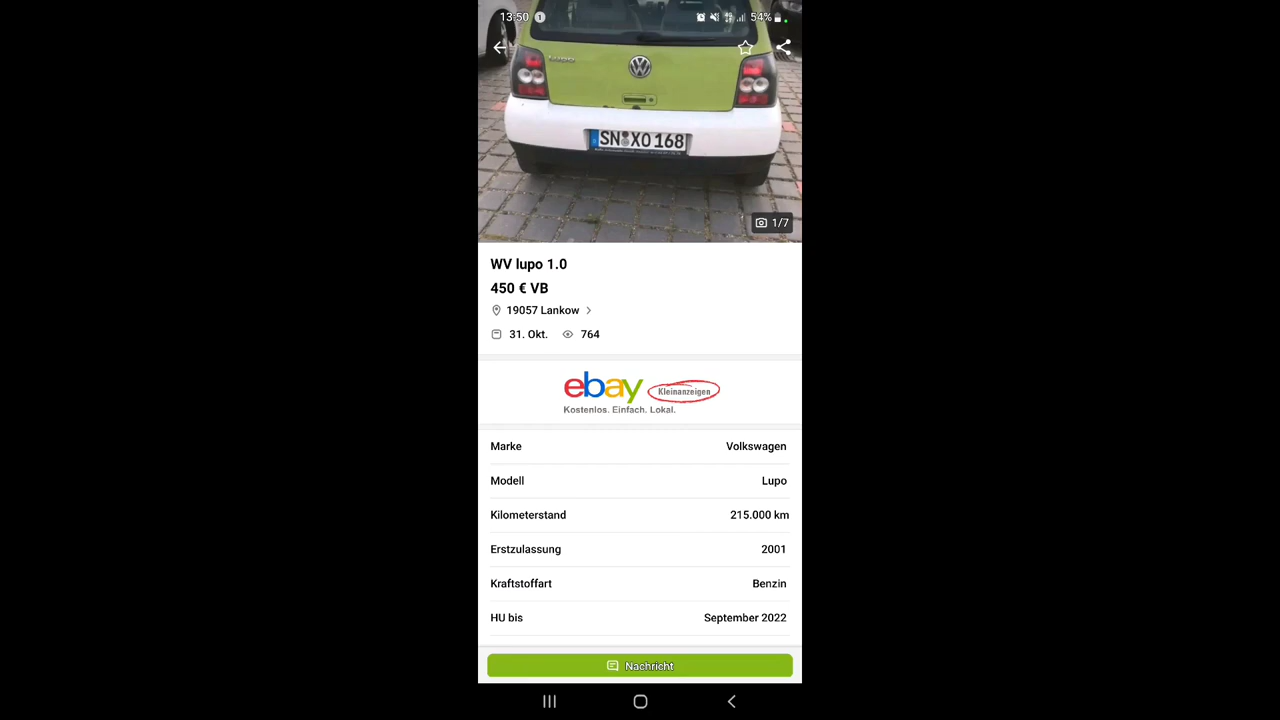 13:50
54%
LUPO
SN XO 168
1/7
WV lupo 1.0
450 € VB
19057 Lankow
31. Okt. 764
ebay Kleinanzeigen
Kostenlos. Einfach. Lokal.
Marke Volkswagen
Modell Lupo
Kilometerstand 215.000 km
Erstzulassung 2001
Kraftstoffart Benzin
HU bis September 2022
Nachricht